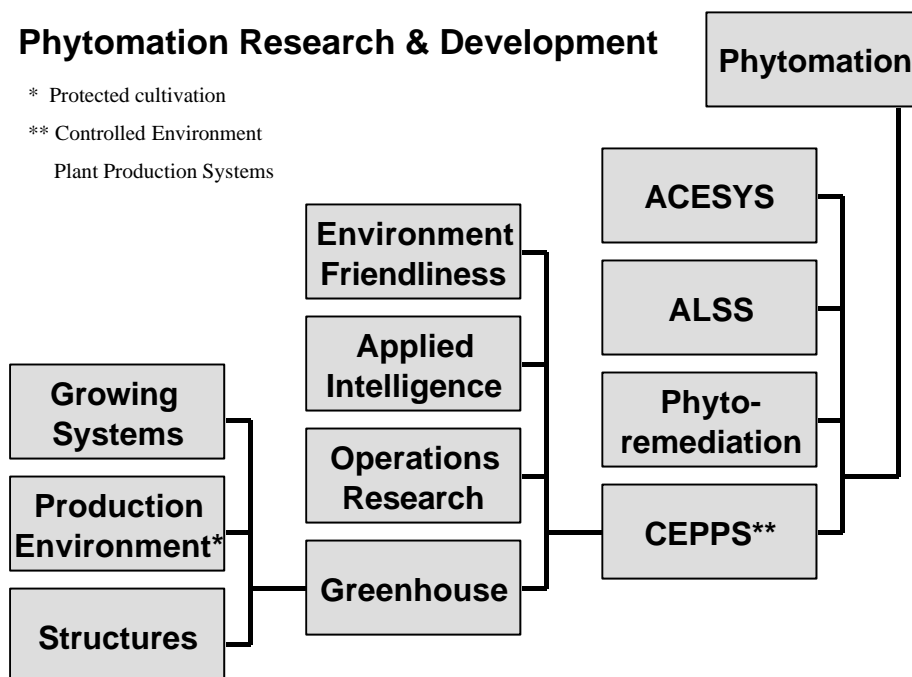 Phytomation Research & Development
* Protected cultivation
** Controlled Environment
Plant Production Systems
Phytomation
ACESYS
ALSS
Phyto-
remediation
CEPPS**
Environment
Friendliness
Applied
Intelligence
Operations
Research
Greenhouse
Growing
Systems
Production
Environment*
Structures